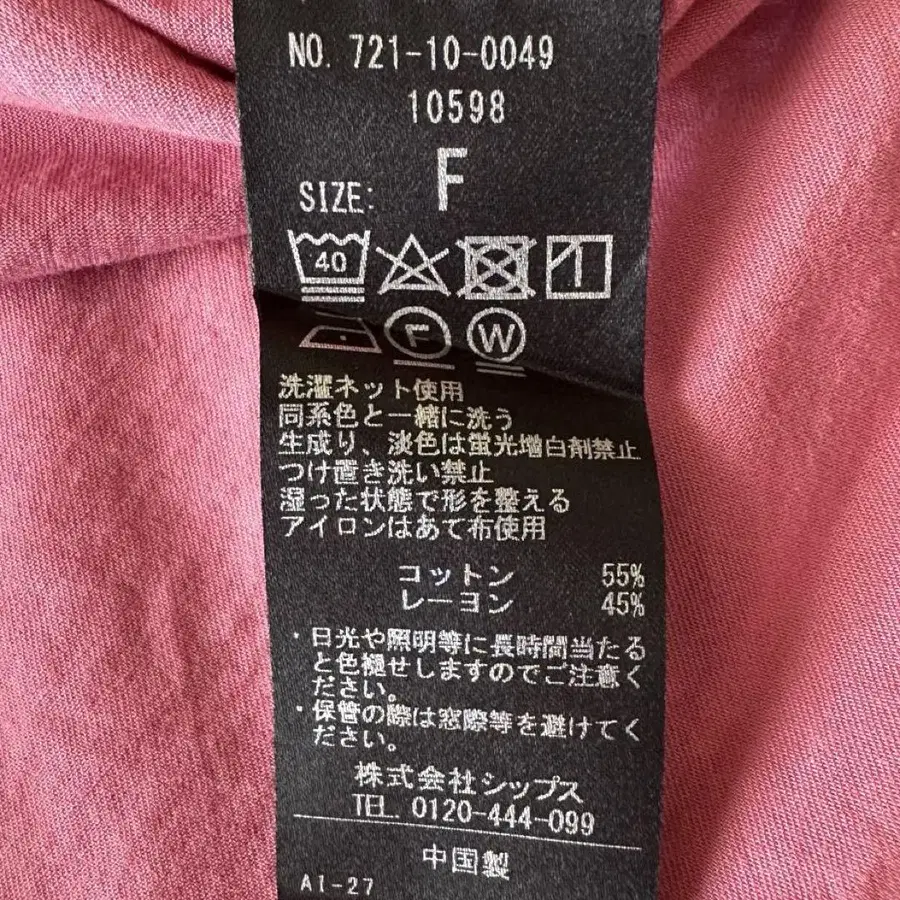 NO. 721-10-0049
10598
SIZE: F
40
F W
洗濯ネット使用
同系色と一緒に洗う
生成り、淡色は蛍光増白剤禁止
つけ置き洗い禁止
湿った状態で形を整える
アイロンはあて布使用
コットン 55%
レーヨン 45%
・日光や照明等に長時間当たる
と色褪せしますのでご注意く
ださい。
・保管の際は窓際等を避けてく
ださい。
株式会社シップス
TEL. 0120-444-099
中国製
AI-27